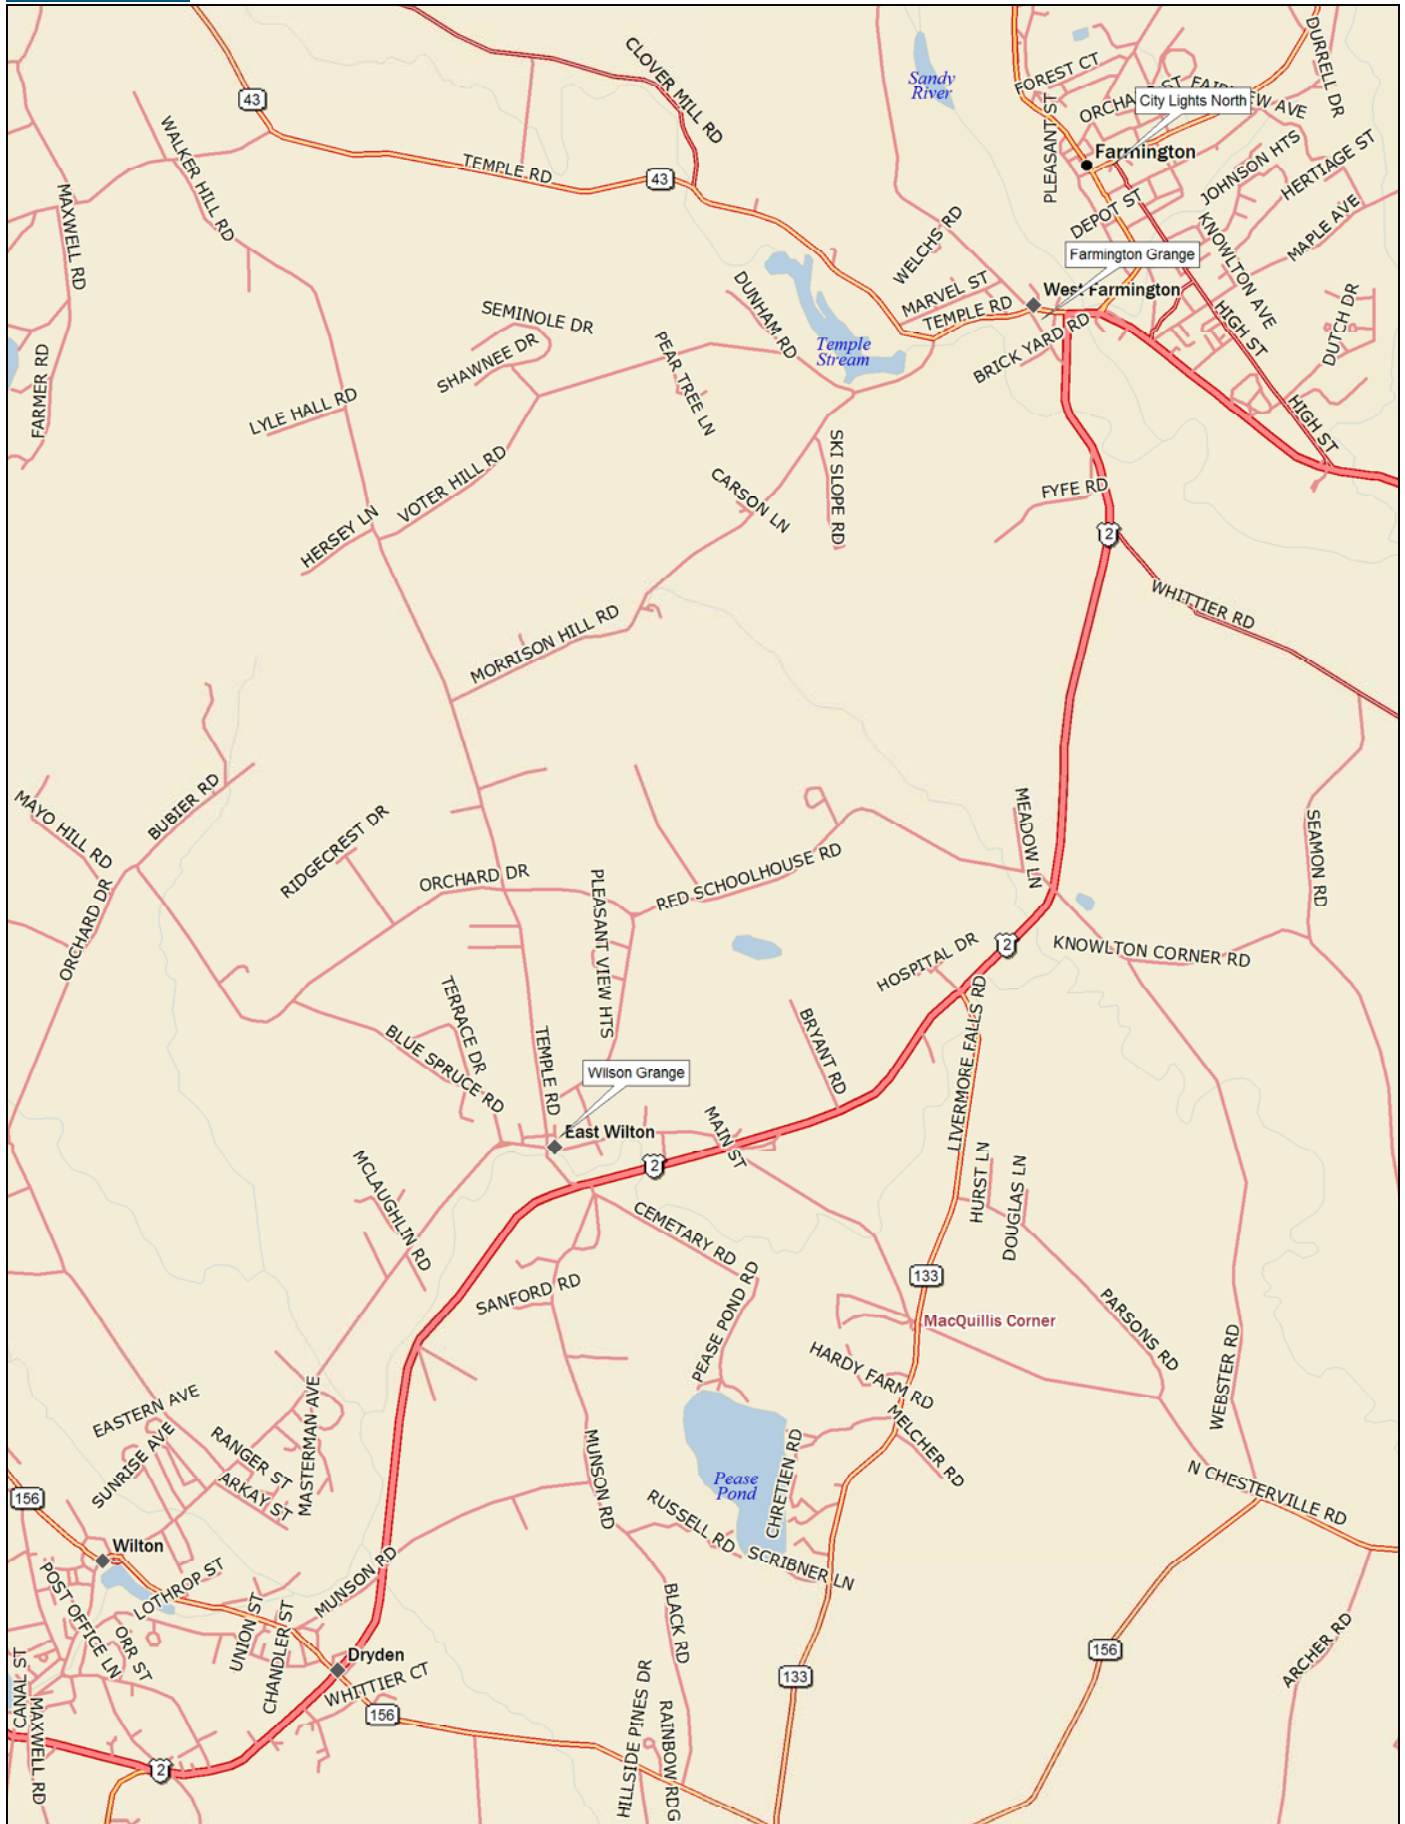 43
CLOVER MILL RD
Sandy
River
FOREST CT
DURRELL DR
PLEASANT ST
City Lights North
Farmington
WALKER HILL RD
TEMPLE RD
43
JOHNSON HTS
HERTIAGE ST
MAPLE AVE
MAXWELL RD
DEPOT ST
KNOWLTON AVE
WELCHS RD
Farmington Grange
West Farmington
MARVEL ST
TEMPLE RD
BRICK YARD RD
HIGH ST
DUTCH DR
DUNHAM RD
Temple
Stream
SEMINOLE DR
SHAWNEE DR
PEAR TREE LN
FARMER RD
LYLE HALL RD
HIGH ST
SKI SLOPE RD
VOTER HILL RD
CARSON LN
HERSEY LN
FYFE RD
2
WHITTIER RD
MORRISON HILL RD
MAYO HILL RD
BUBIER RD
RIDGECREST DR
ORCHARD DR
ORCHARD DR
PLEASANT VIEW HTS
RED SCHOOLHOUSE RD
MEADOW LN
SEAMON RD
HOSPITAL DR
2
KNOWLTON CORNER RD
TERRACE DR
BLUE SPRUCE RD
TEMPLE RD
BRYANT RD
LIVERMORE FALLS RD
Wilson Grange
East Wilton
MAIN ST
2
MCLAUGHLIN RD
HURST LN
DOUGLAS LN
CEMETARY RD
SANFORD RD
PEASE POND RD
133
MacQuillis Corner
PARSONS RD
HARDY FARM RD
WEBSTER RD
EASTERN AVE
SUNRISE AVE
RANGER ST
ARKAY ST
MASTERMAN AVE
MELCHER RD
MUNSON RD
CHRETIEN RD
Pease
Pond
156
N CHESTERVILLE RD
RUSSELL RD
SCRIBNER LN
Wilton
LOTHROP ST
POST OFFICE LN
ORR ST
UNION ST
CHANDLER ST
MUNSON RD
BLACK RD
Dryden
WHITTIER CT
156
133
156
ARCHER RD
CANAL ST
MAXWELL RD
2
HILLSIDE PINES DR
RAINBOW RDG